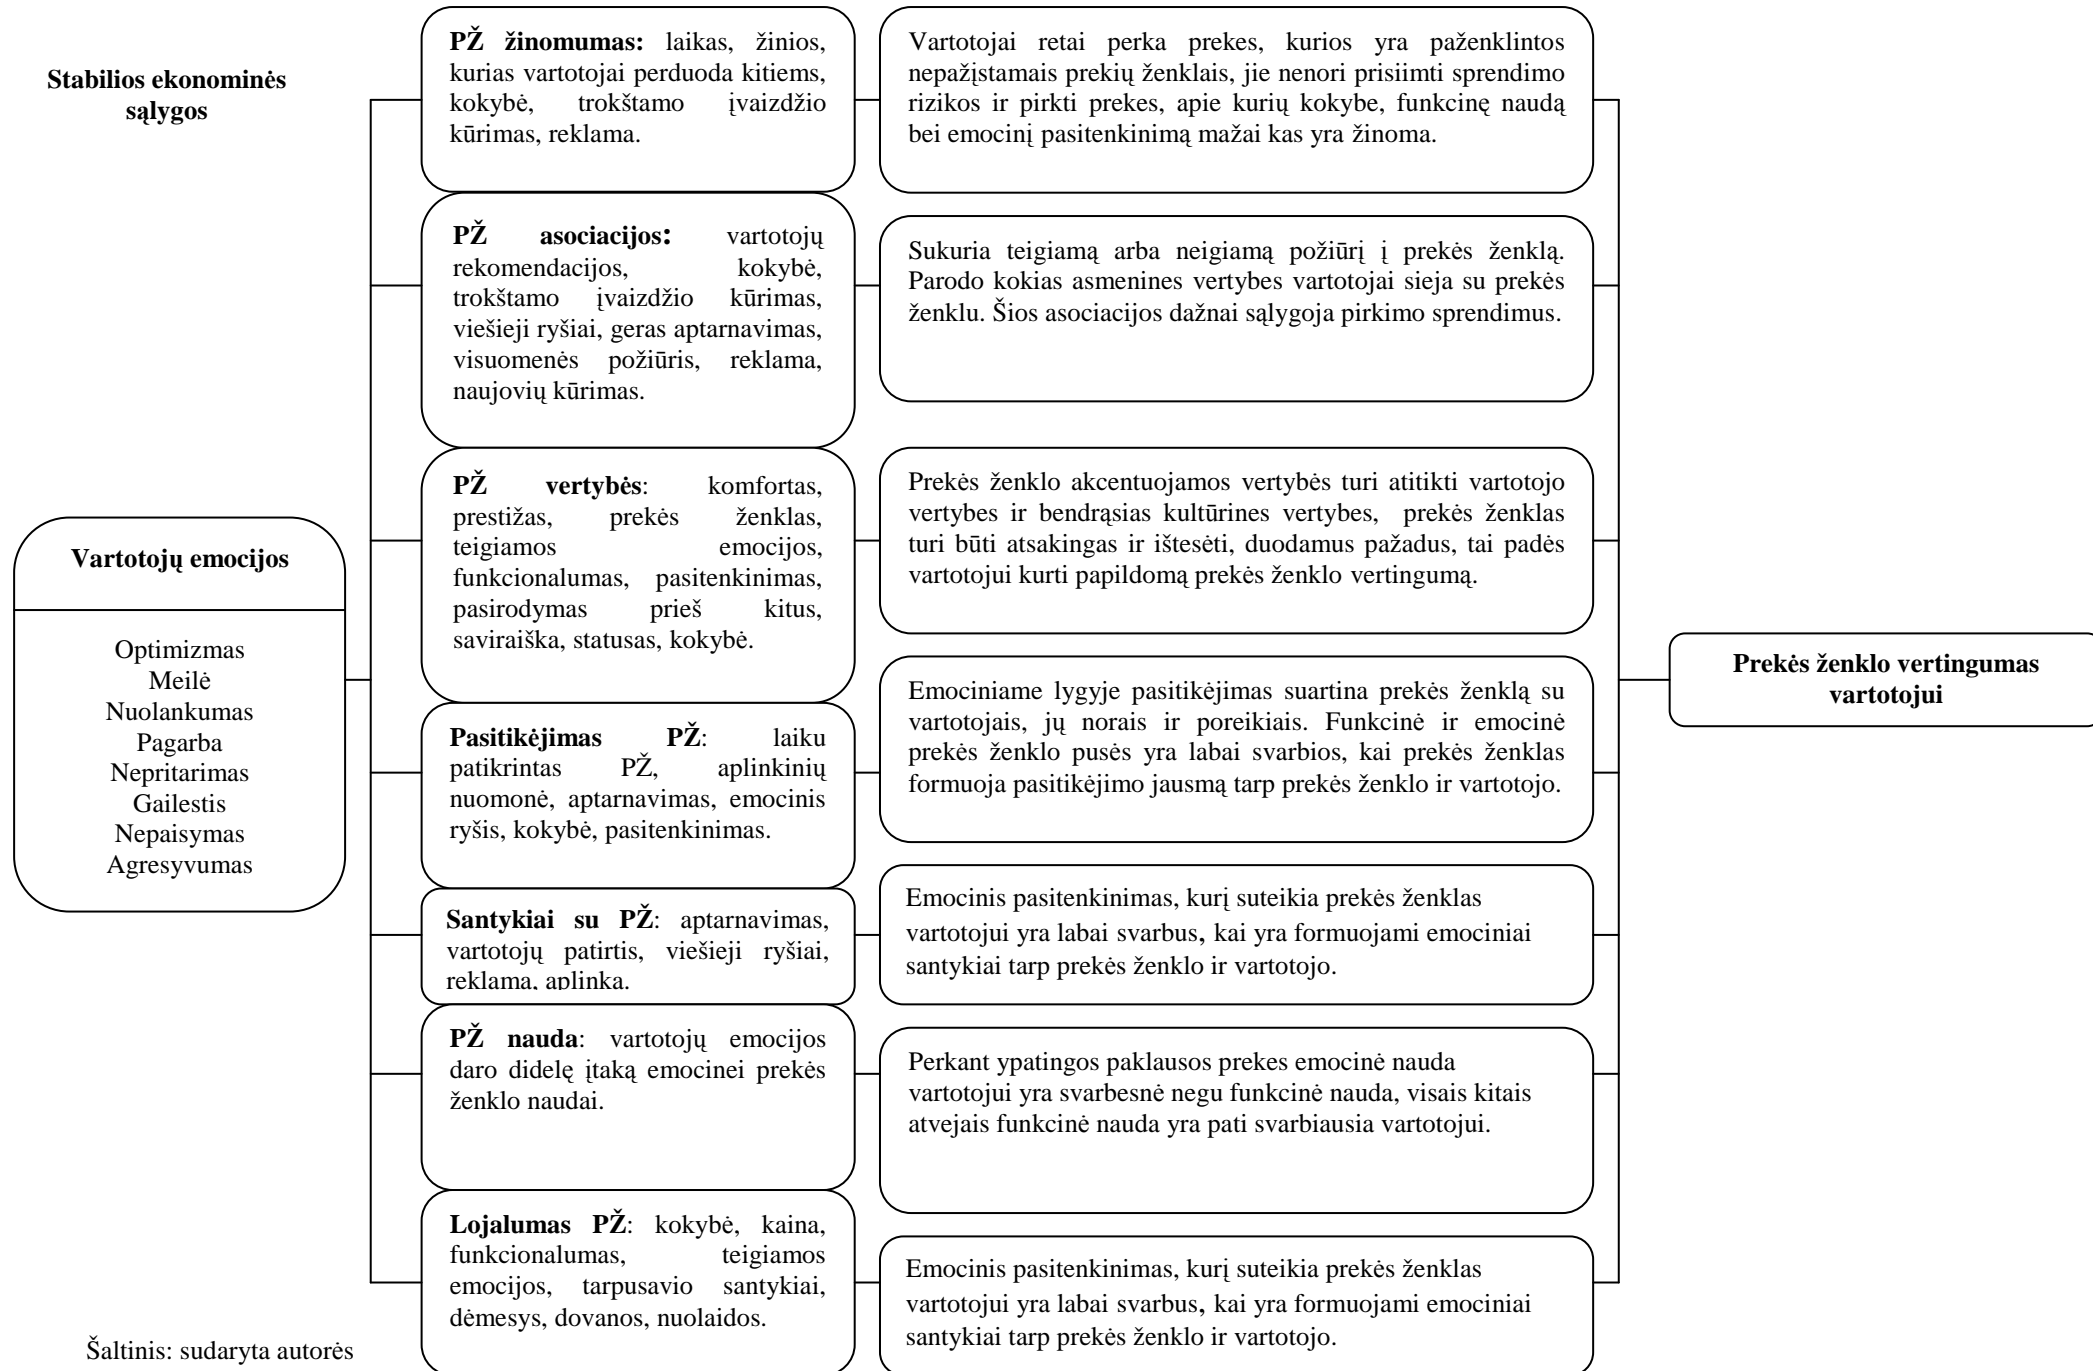 Stabilios ekonominės
sąlygos
Vartotojų emocijos
Optimizmas
Meilė
Nuolankumas
Pagarba
Nepritarimas
Gailestis
Nepaisymas
Agresyvumas
PŽ žinomumas: laikas, žinios,
kurias vartotojai perduoda kitiems,
kokybė, trokštamo įvaizdžio
kūrimas, reklama.
Vartotojai retai perka prekes, kurios yra paženklintos
nepažįstamais prekių ženklais, jie nenori prisiimti sprendimo
rizikos ir pirkti prekes, apie kurių kokybe, funkcinę naudą
bei emocinį pasitenkinimą mažai kas yra žinoma.
PŽ asociacijos: vartotojų
rekomendacijos, kokybė,
trokštamo įvaizdžio kūrimas,
viešieji ryšiai, geras aptarnavimas,
visuomenės požiūris, reklama,
naujovių kūrimas.
Sukuria teigiamą arba neigiamą požiūrį į prekės ženklą.
Parodo kokias asmenines vertybes vartotojai sieja su prekės
ženklu. Šios asociacijos dažnai sąlygoja pirkimo sprendimus.
PŽ vertybės: komfortas,
prestižas, prekės ženklas,
teigiamos emocijos,
funkcionalumas, pasitenkinimas,
pasirodymas prieš kitus,
saviraiška, statusas, kokybė.
Prekės ženklo akcentuojamos vertybės turi atitikti vartotojo
vertybes ir bendrąsias kultūrines vertybes, prekės ženklas
turi būti atsakingas ir ištesėti, duodamus pažadus, tai padės
vartotojui kurti papildomą prekės ženklo vertingumą.
Pasitikėjimas PŽ: laiku
patikrintas PŽ, aplinkinių
nuomonė, aptarnavimas, emocinis
ryšis, kokybė, pasitenkinimas.
Emociniame lygyje pasitikėjimas suartina prekės ženklą su
vartotojais, jų norais ir poreikiais. Funkcinė ir emocinė
prekės ženklo pusės yra labai svarbios, kai prekės ženklas
formuoja pasitikėjimo jausmą tarp prekės ženklo ir vartotojo.
Santykiai su PŽ: aptarnavimas,
vartotojų patirtis, viešieji ryšiai,
reklama, aplinka.
Emocinis pasitenkinimas, kurį suteikia prekės ženklas
vartotojui yra labai svarbus, kai yra formuojami emociniai
santykiai tarp prekės ženklo ir vartotojo.
PŽ nauda: vartotojų emocijos
daro didelę įtaką emocinei prekės
ženklo naudai.
Perkant ypatingos paklausos prekes emocinė nauda
vartotojui yra svarbesnė negu funkcinė nauda, visais kitais
atvejais funkcinė nauda yra pati svarbiausia vartotojui.
Lojalumas PŽ: kokybė, kaina,
funkcionalumas, teigiamos
emocijos, tarpusavio santykiai,
dėmesys, dovanos, nuolaidos.
Emocinis pasitenkinimas, kurį suteikia prekės ženklas
vartotojui yra labai svarbus, kai yra formuojami emociniai
santykiai tarp prekės ženklo ir vartotojo.
Prekės ženklo vertingumas
vartotojui
Šaltinis: sudaryta autorės